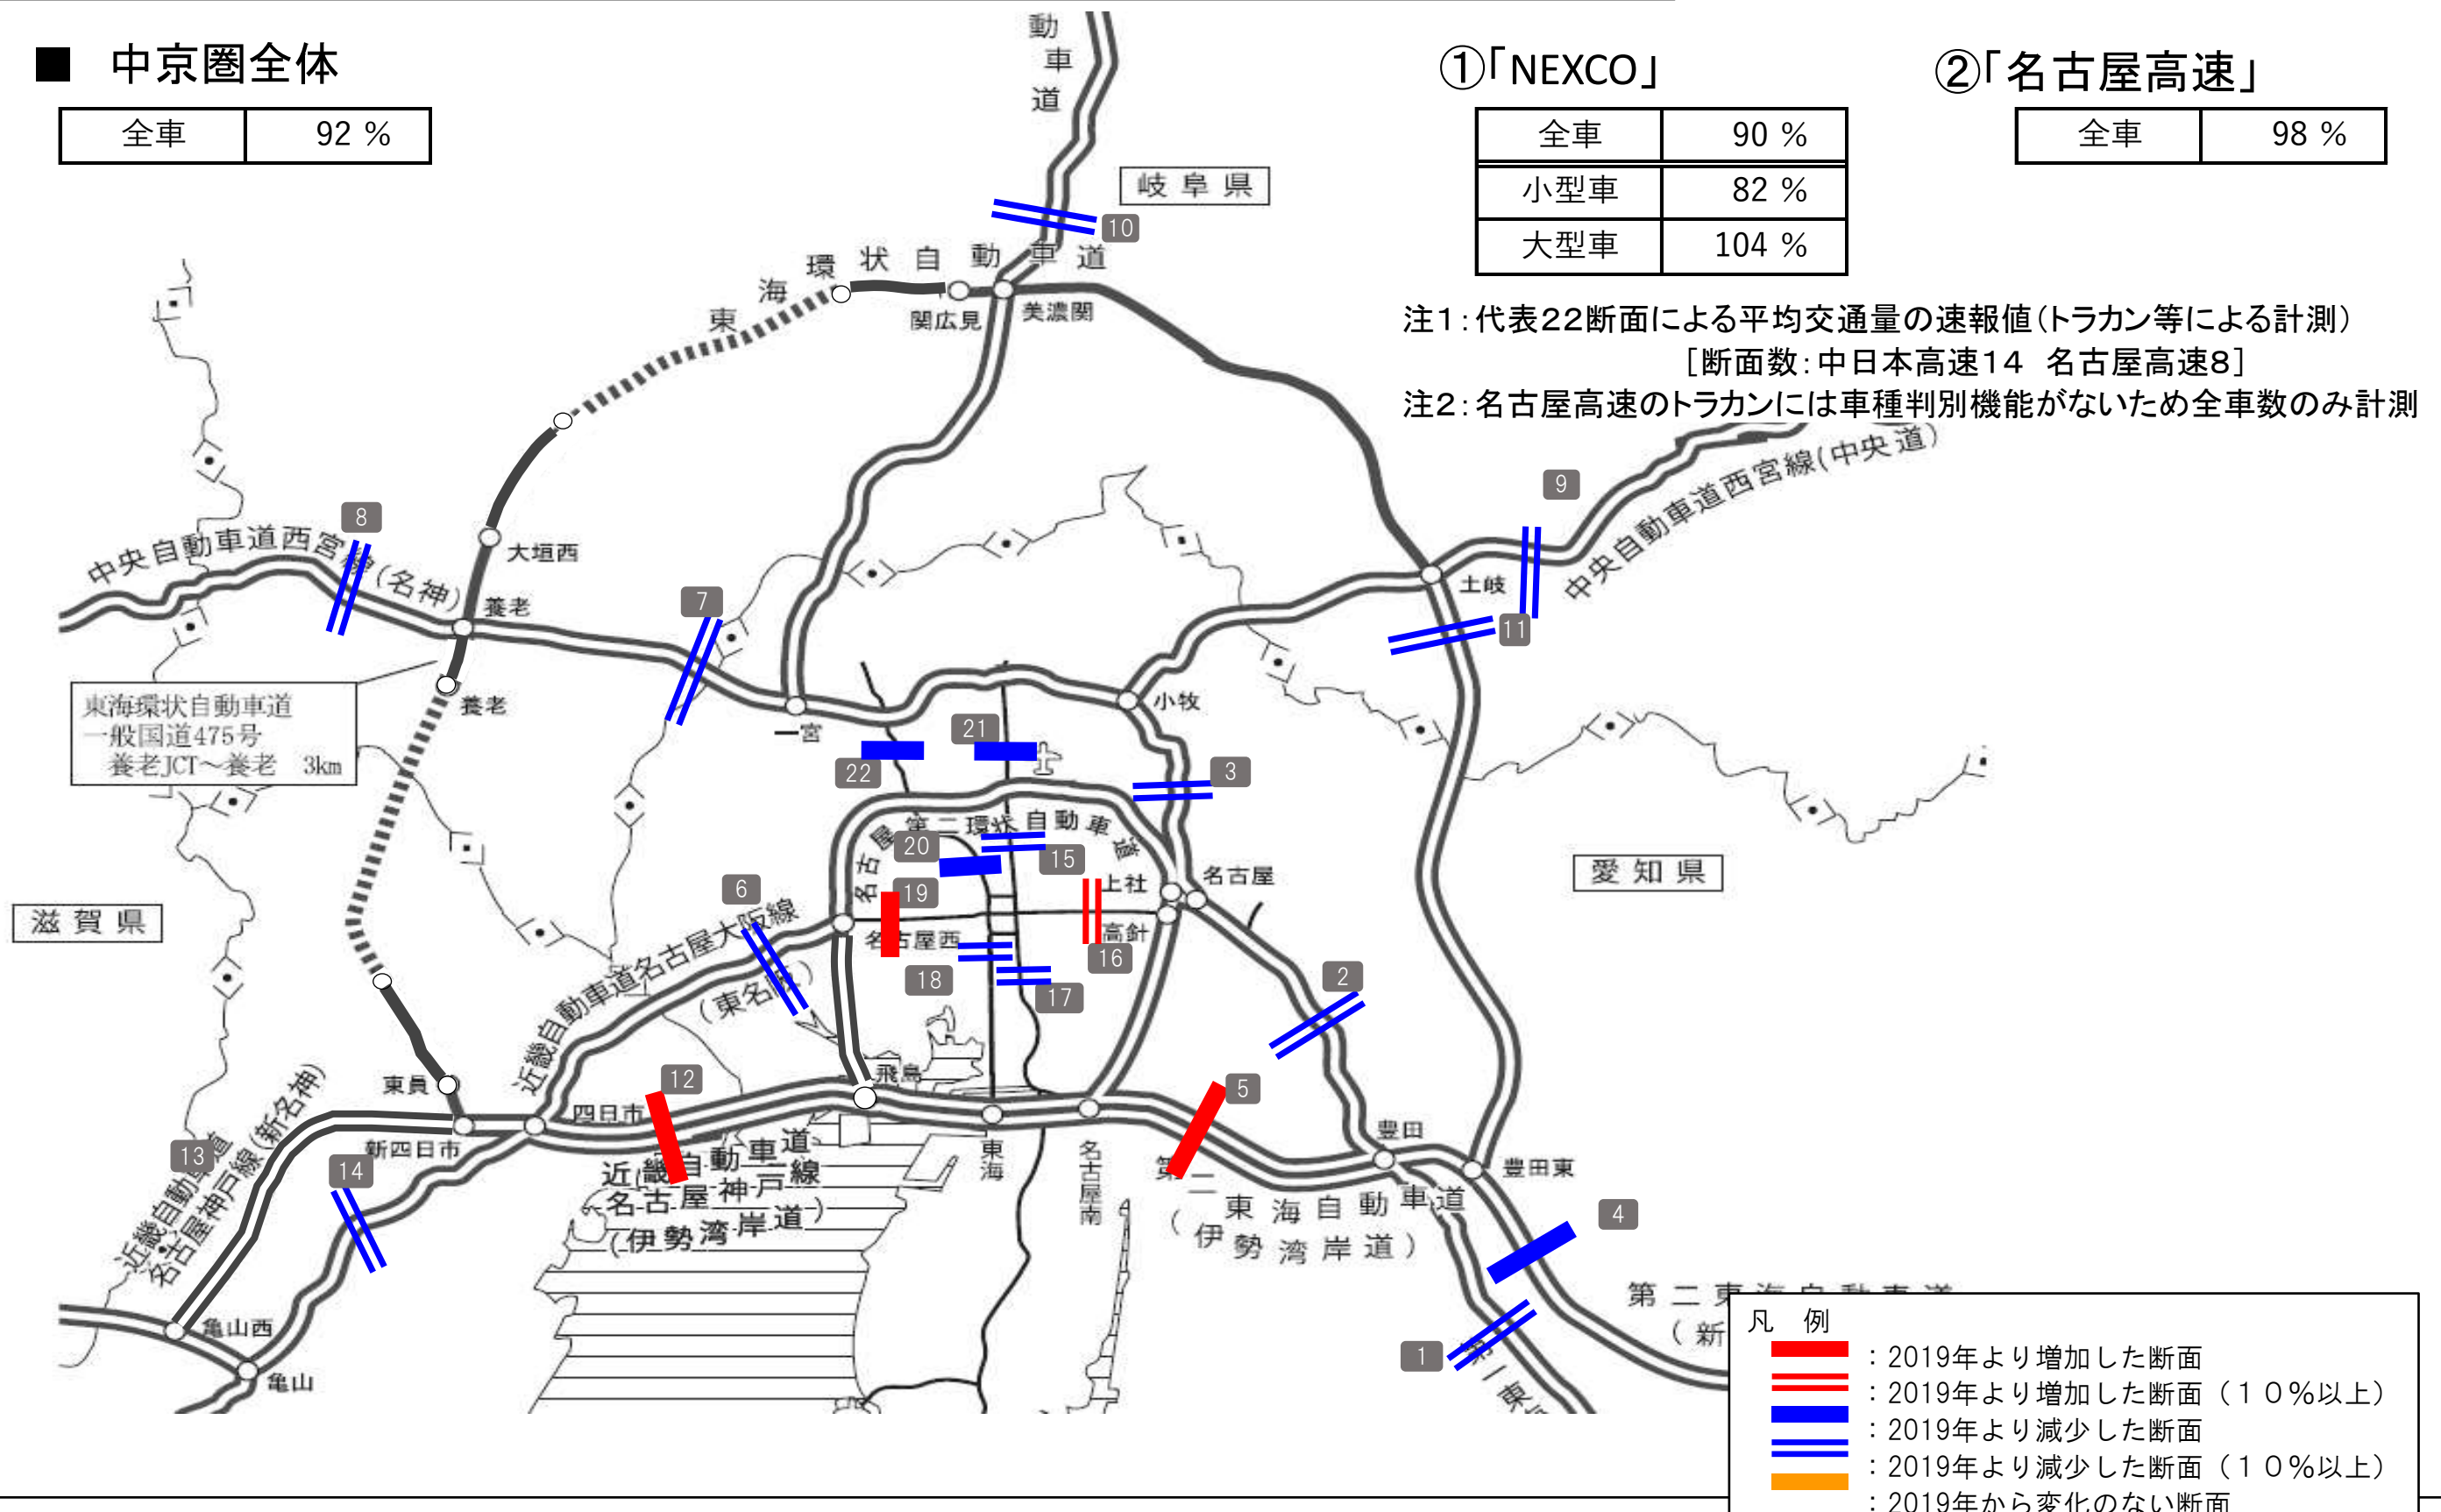 ■ 中京圏全体
全車 92 %
①「NEXCO」
全車 90 %
小型車 82 %
大型車 104 %
②「名古屋高速」
全車 98 %
注1：代表22断面による平均交通量の速報値（トラカン等による計測）
［断面数：中日本高速14 名古屋高速8］
注2：名古屋高速のトラカンには車種判別機能がないため全車数のみ計測
動車道
岐阜県
10
東海環状自動車道
関広見
美濃関
9
中央自動車道西宮線(中央道)
8
中央自動車道西宮線(名神)
大垣西
養老
7
土岐
11
東海環状自動車道
一般国道475号
養老JCT～養老 3km
養老
一宮
小牧
21
22
3
名古屋第二環状自動車道
20
15
上社
名古屋
愛知県
滋賀県
6
19
名古屋西
高針
16
18
17
近畿自動車道名古屋大阪線
(東名阪)
2
東員
12
四日市
飛島
5
13
14
新四日市
近畿自動車道
名古屋神戸線(新名神)
近畿自動車道
名古屋神戸線
(伊勢湾岸道)
東海
名古屋南
豊田
豊田東
第二東海自動車道
(伊勢湾岸道)
4
第二東海自動車道
(新
亀山西
亀山
1
第一東
凡 例
：2019年より増加した断面
：2019年より増加した断面（１０％以上）
：2019年より減少した断面
：2019年より減少した断面（１０％以上）
：2019年から変化のない断面